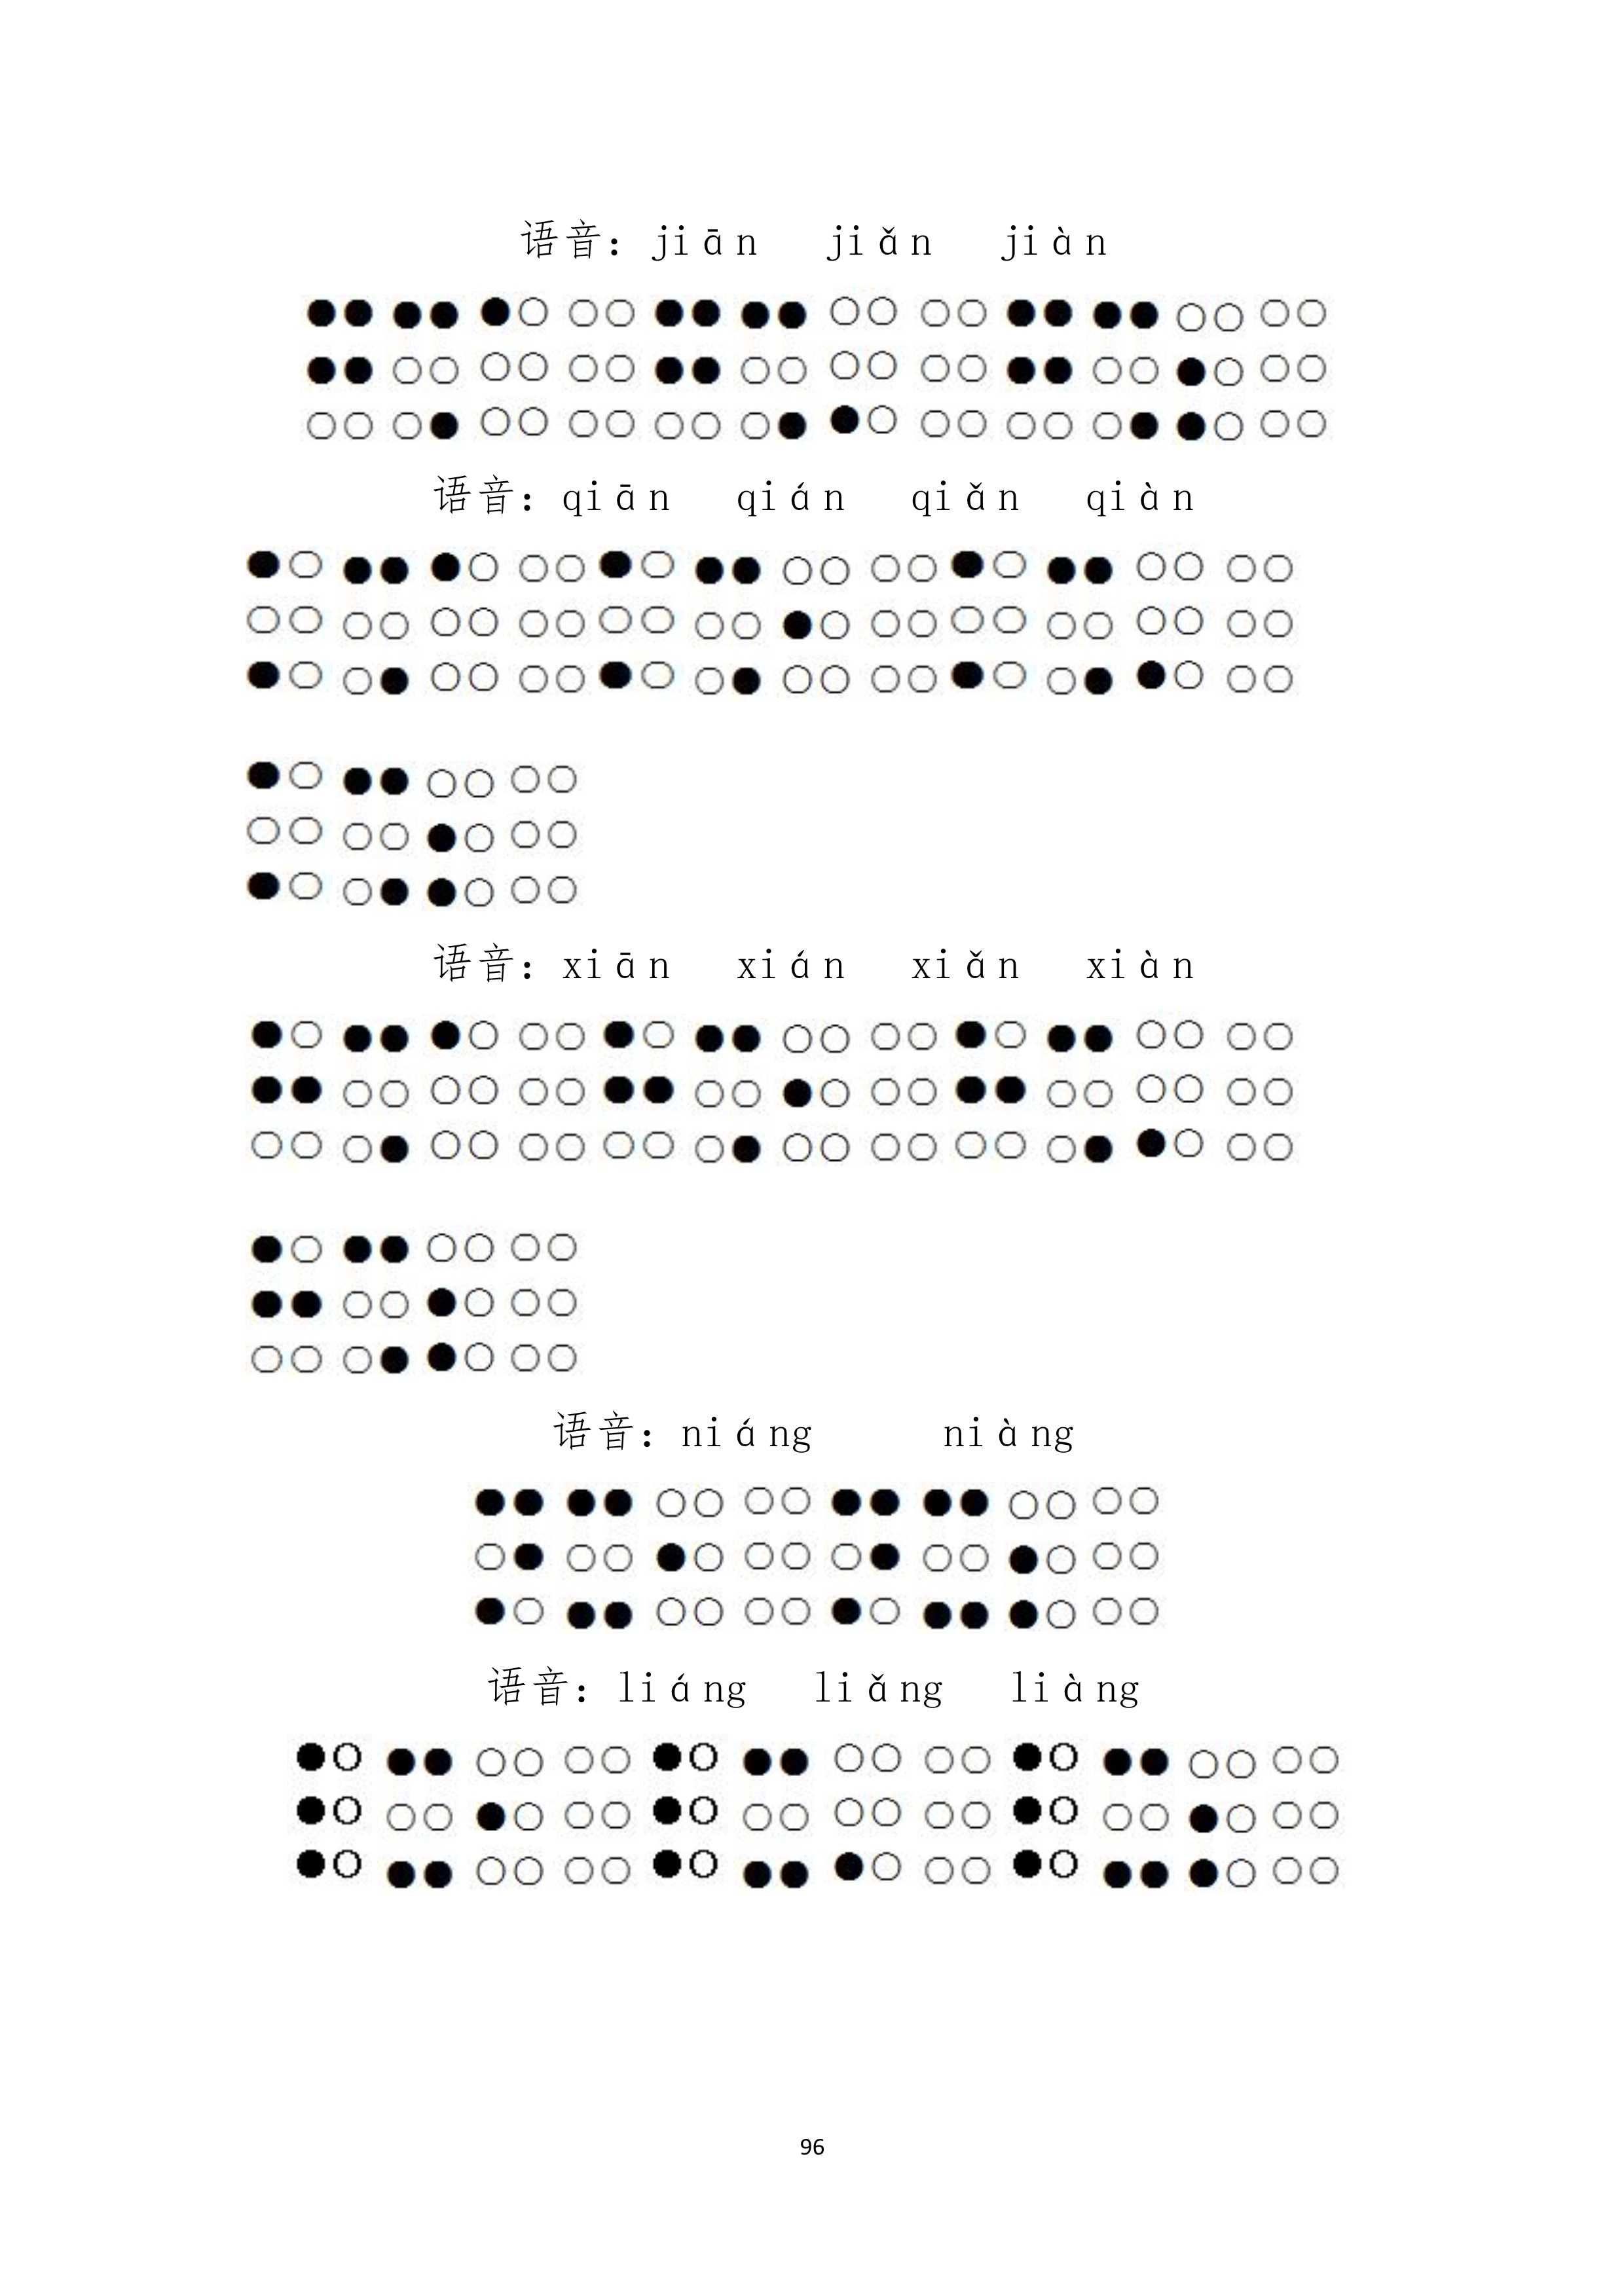 语音：jiān jiǎn jiàn
⠛⠩⠁⠀⠛⠩⠄⠀⠛⠩⠆⠀
语音：qiān qián qiǎn qiàn
⠅⠩⠁⠀⠅⠩⠂⠀⠅⠩⠄⠀
⠅⠩⠆⠀
语音：xiān xián xiǎn xiàn
⠓⠩⠁⠀⠓⠩⠂⠀⠓⠩⠄⠀
⠓⠩⠆⠀
语音：niáng niàng
⠝⠭⠂⠀⠝⠭⠆⠀
语音：liáng liǎng liàng
⠇⠭⠂⠀⠇⠭⠄⠀⠇⠭⠆⠀
96